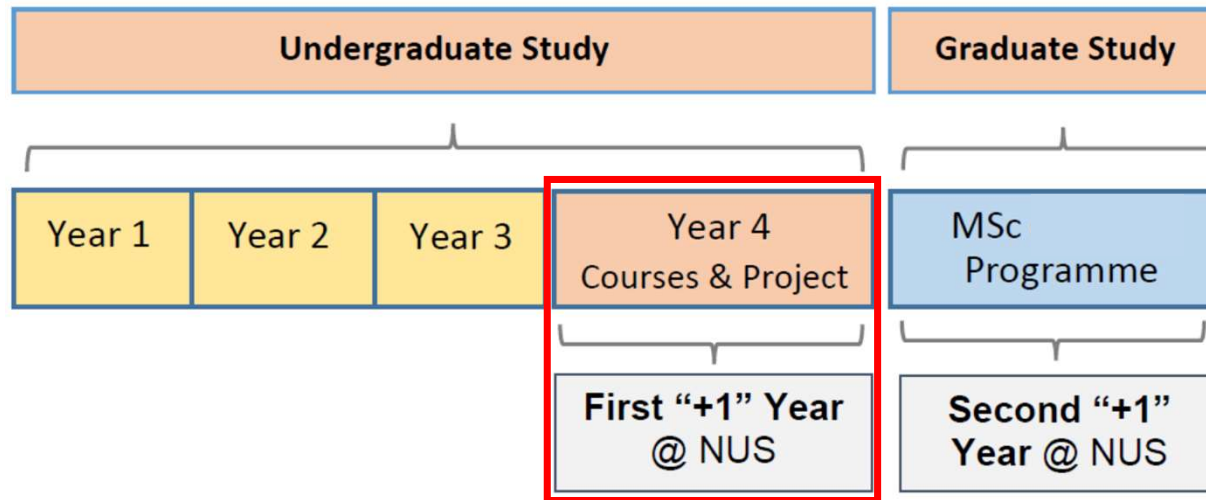 Undergraduate Study
Graduate Study
Year 1
Year 2
Year 3
Year 4
Courses & Project
MSc
Programme
First “+1” Year
@ NUS
Second “+1”
Year @ NUS